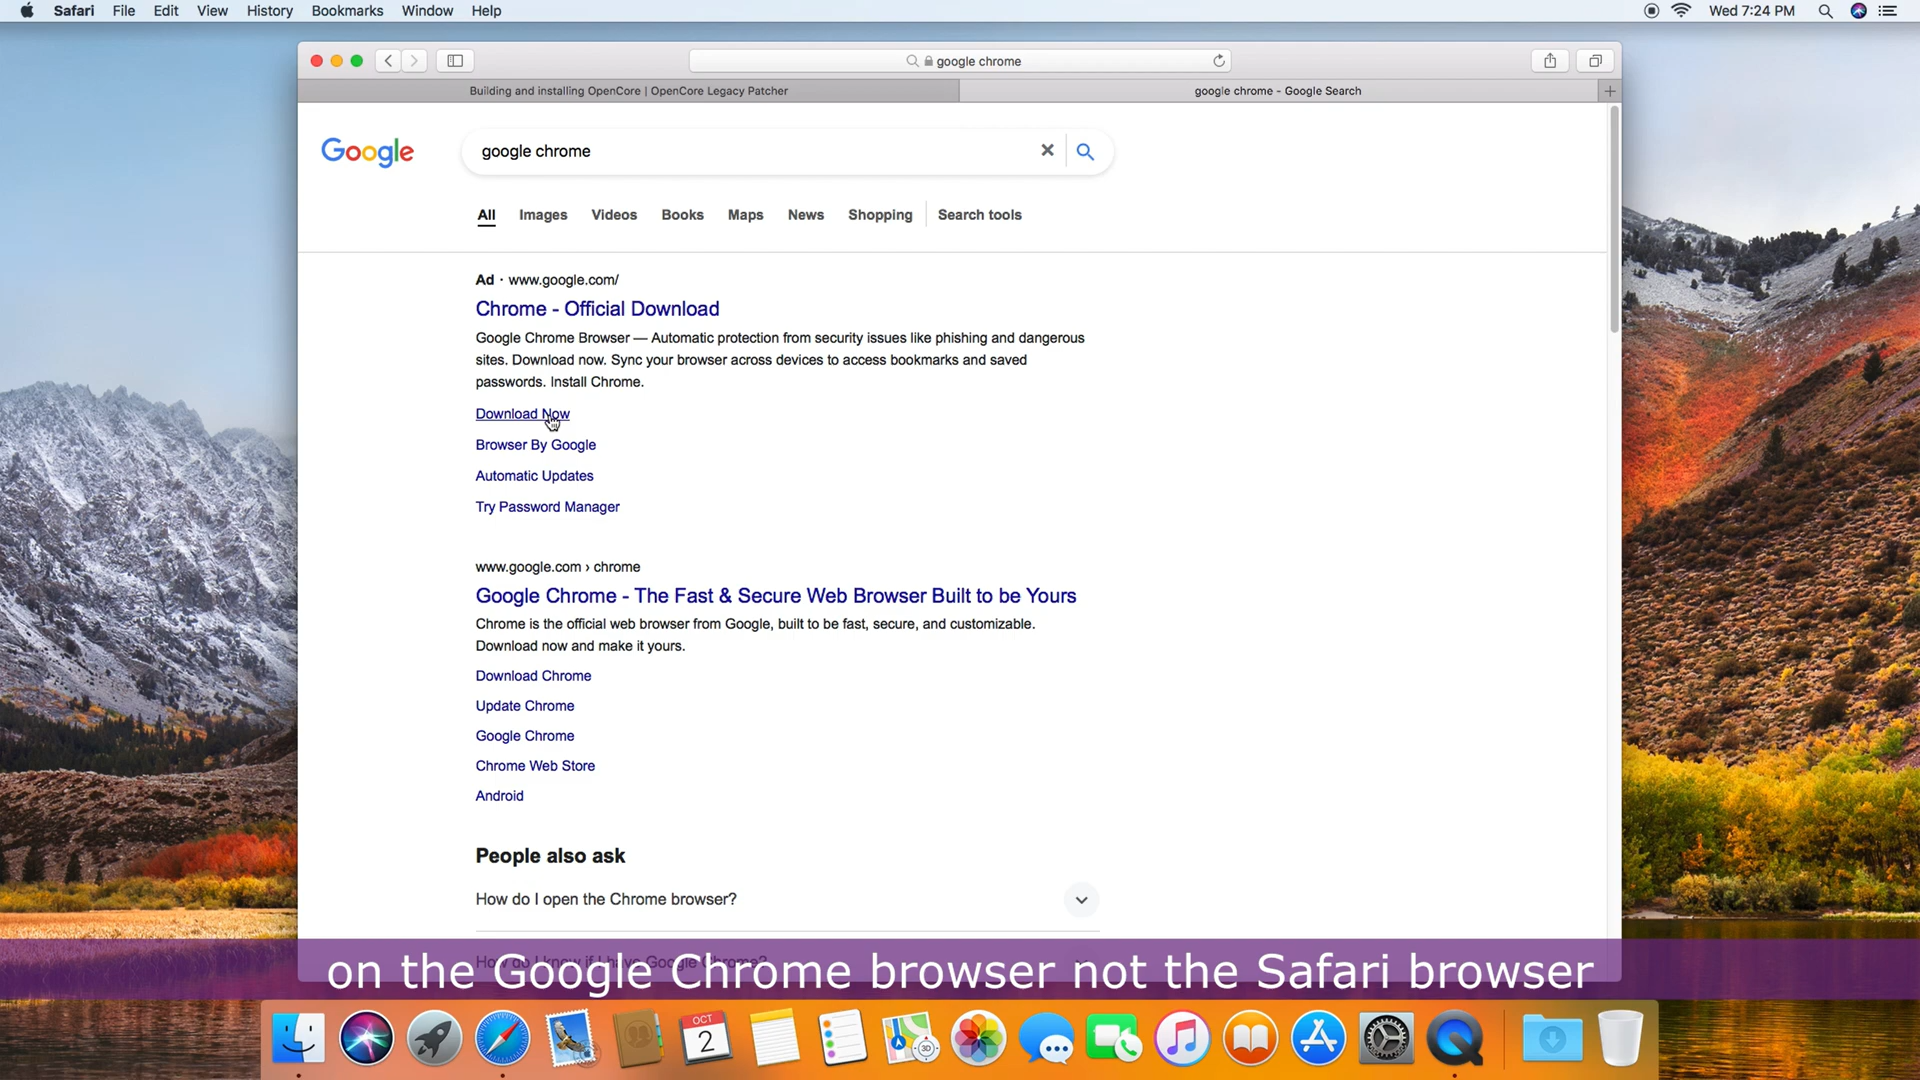 Safari File Edit View History Bookmarks Window Help Wed 7:24 PM
google chrome
Building and installing OpenCore | OpenCore Legacy Patcher google chrome - Google Search
Google google chrome
All Images Videos Books Maps News Shopping Search tools
Ad · www.google.com/
Chrome - Official Download
Google Chrome Browser — Automatic protection from security issues like phishing and dangerous
sites. Download now. Sync your browser across devices to access bookmarks and saved
passwords. Install Chrome.
Download Now
Browser By Google
Automatic Updates
Try Password Manager
www.google.com › chrome
Google Chrome - The Fast & Secure Web Browser Built to be Yours
Chrome is the official web browser from Google, built to be fast, secure, and customizable.
Download now and make it yours.
Download Chrome
Update Chrome
Google Chrome
Chrome Web Store
Android
People also ask
How do I open the Chrome browser?
How do I know if I have Google Chrome?
on the Google Chrome browser not the Safari browser
OCT
2
3D